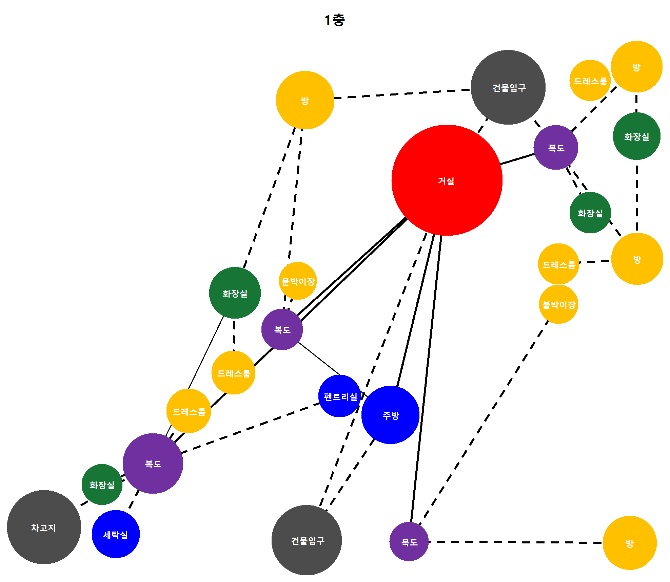 1층
방
드레스룸
건물입구
방
화장실
복도
거실
화장실
방
드레스룸
붙박이장
화장실
붙박이장
복도
드레스룸
펜트리실
드레스룸
주방
복도
화장실
차고지
세탁실
건물입구
복도
방